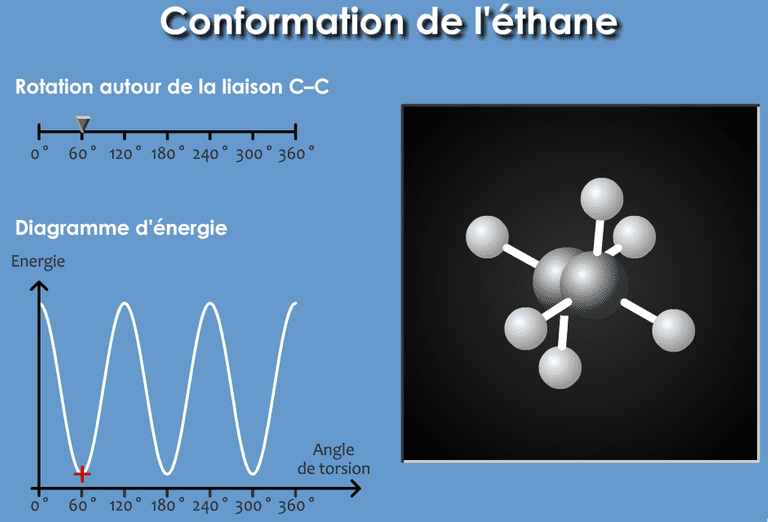 Conformation de l'éthane
Rotation autour de la liaison C–C
0° 60° 120° 180° 240° 300° 360°
Diagramme d'énergie
Energie
Angle
de torsion
0° 60° 120° 180° 240° 300° 360°